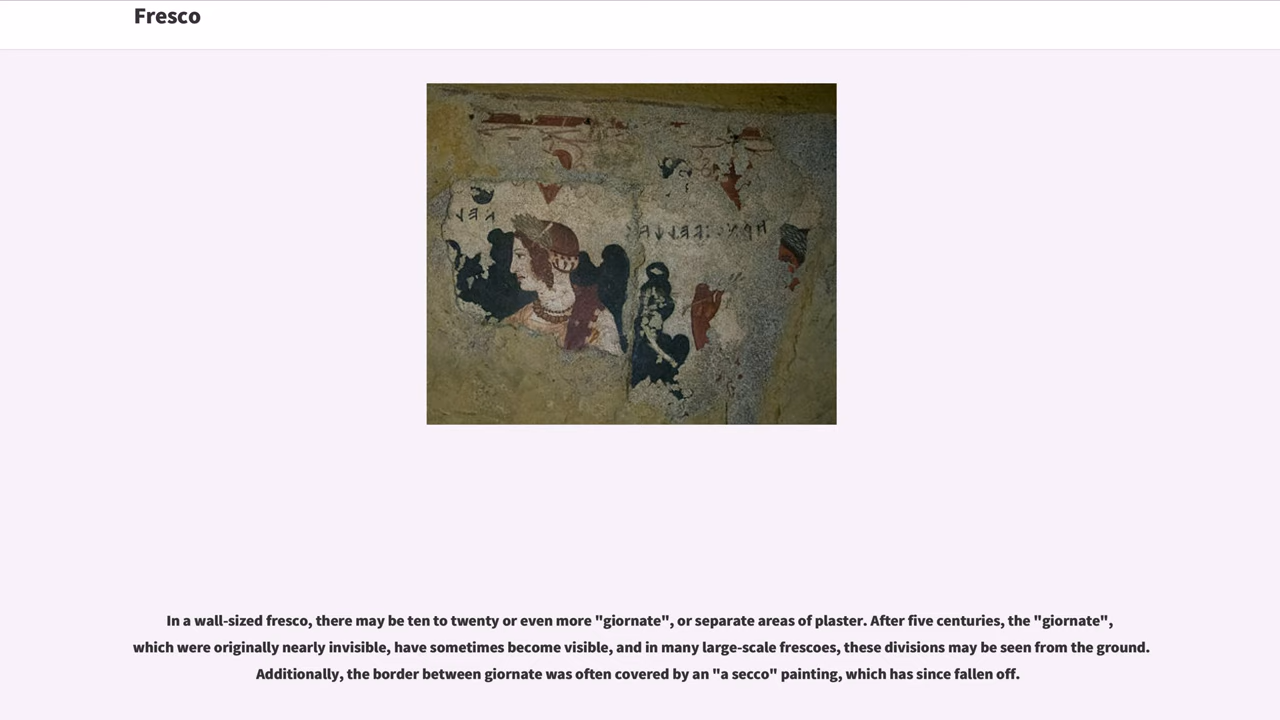 Fresco
In a wall-sized fresco, there may be ten to twenty or even more "giornate", or separate areas of plaster. After five centuries, the "giornate",
which were originally nearly invisible, have sometimes become visible, and in many large-scale frescoes, these divisions may be seen from the ground.
Additionally, the border between giornate was often covered by an "a secco" painting, which has since fallen off.